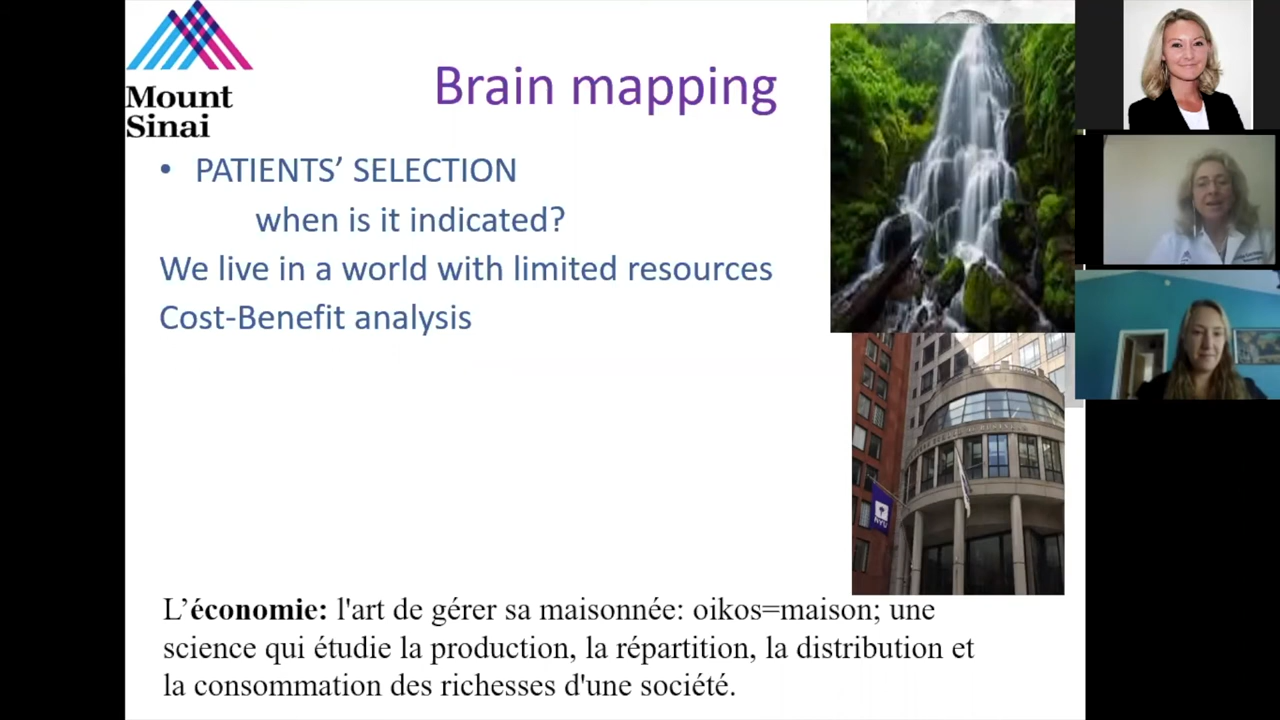 Mount
Sinai
Brain mapping
• PATIENTS’ SELECTION
when is it indicated?
We live in a world with limited resources
Cost-Benefit analysis
NYU
L’économie: l'art de gérer sa maisonnée: oikos=maison; une
science qui étudie la production, la répartition, la distribution et
la consommation des richesses d'une société.